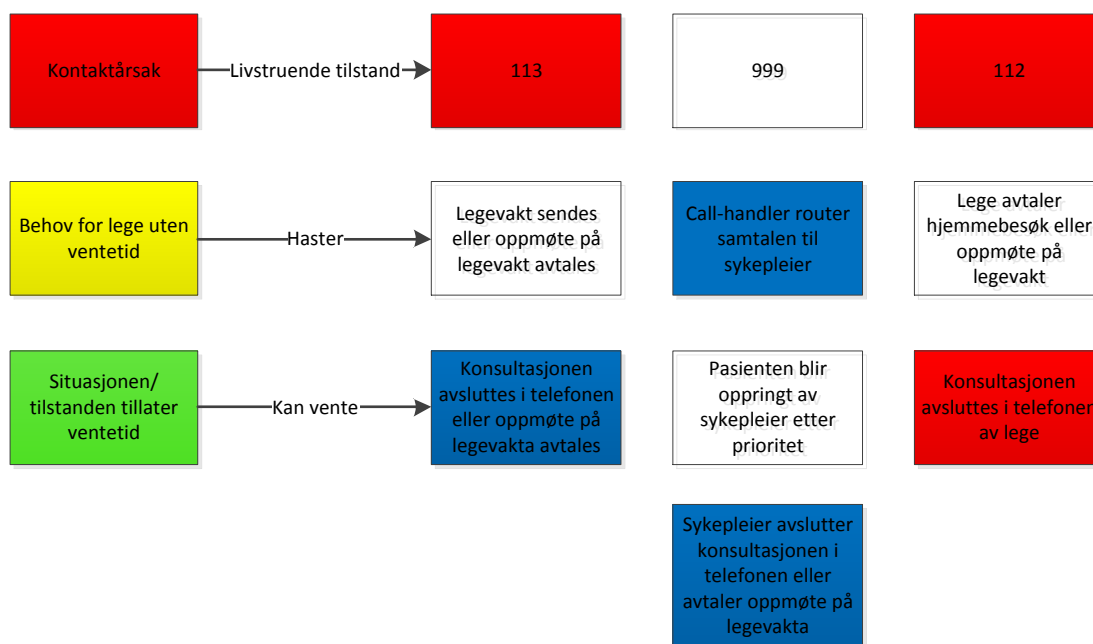 Kontaktårsak
Livstruende tilstand
113
999
112
Behov for lege uten
ventetid
Haster
Legevakt sendes
eller oppmøte på
legevakt avtales
Call-handler router
samtalen til
sykepleier
Lege avtaler
hjemmebesøk eller
oppmøte på
legevakt
Situasjonen/
tilstanden tillater
ventetid
Kan vente
Konsultasjonen
avsluttes i telefonen
eller oppmøte på
legevakta avtales
Pasienten blir
oppringt av
sykepleier etter
prioritet
Konsultasjonen
avsluttes i telefonen
av lege
Sykepleier avslutter
konsultasjonen i
telefonen eller
avtaler oppmøte på
legevakta